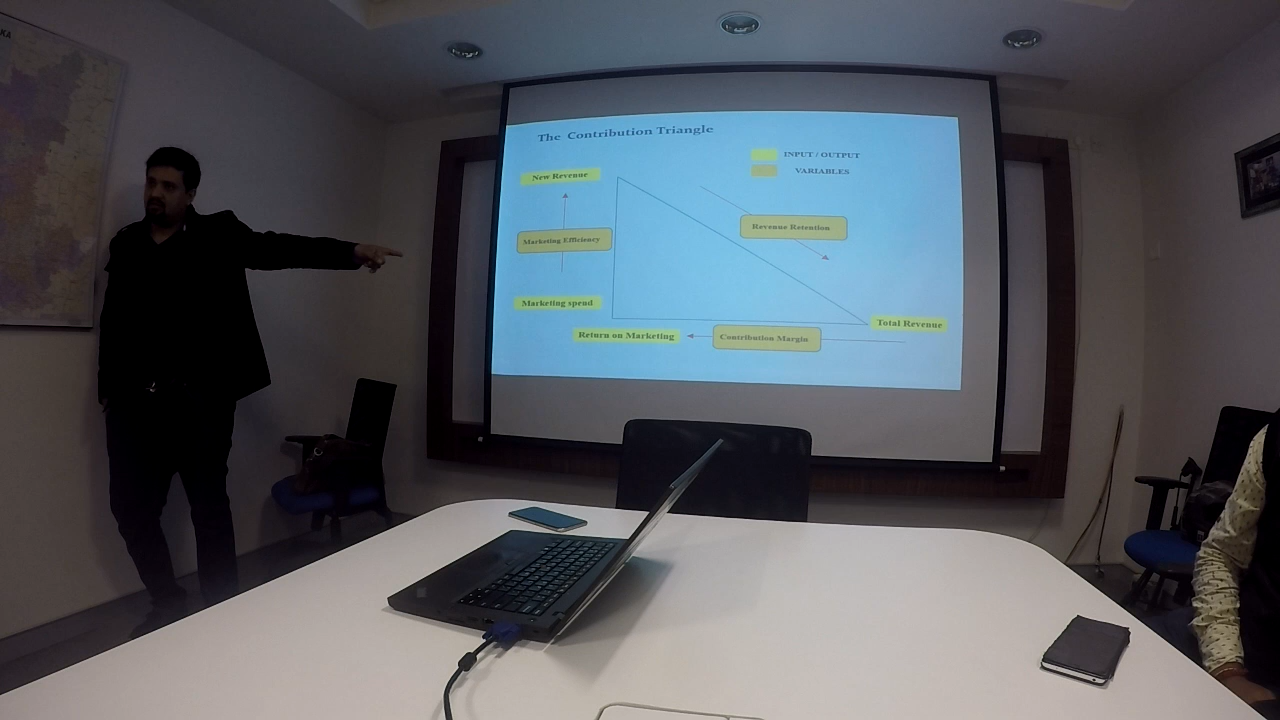 KA
The Contribution Triangle
INPUT / OUTPUT
VARIABLES
New Revenue
Revenue Retention
Marketing Efficiency
Marketing spend
Total Revenue
Return on Marketing
Contribution Margin